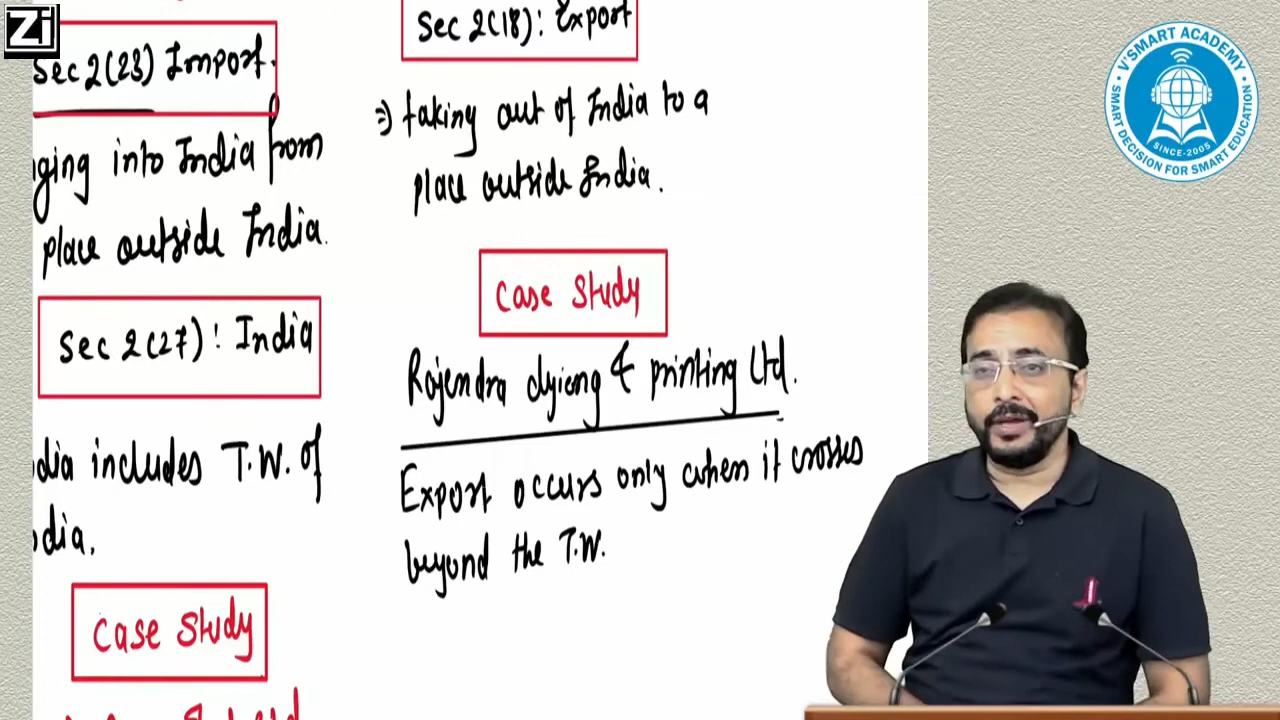 Zi
Sec 2(23) Import.
ging into India from
place outside India.
Sec 2(27): India
dia includes T.W. of
dia.
Case Study
Sec 2(18): Export
⇒ taking out of India to a
place outside India.
Case Study
Rajendra dyieng & printing Ltd.
Export occurs only when it crosses
beyond the T.W.
V'SMART ACADEMY
SINCE-2005
SMART DECISION FOR SMART EDUCATION